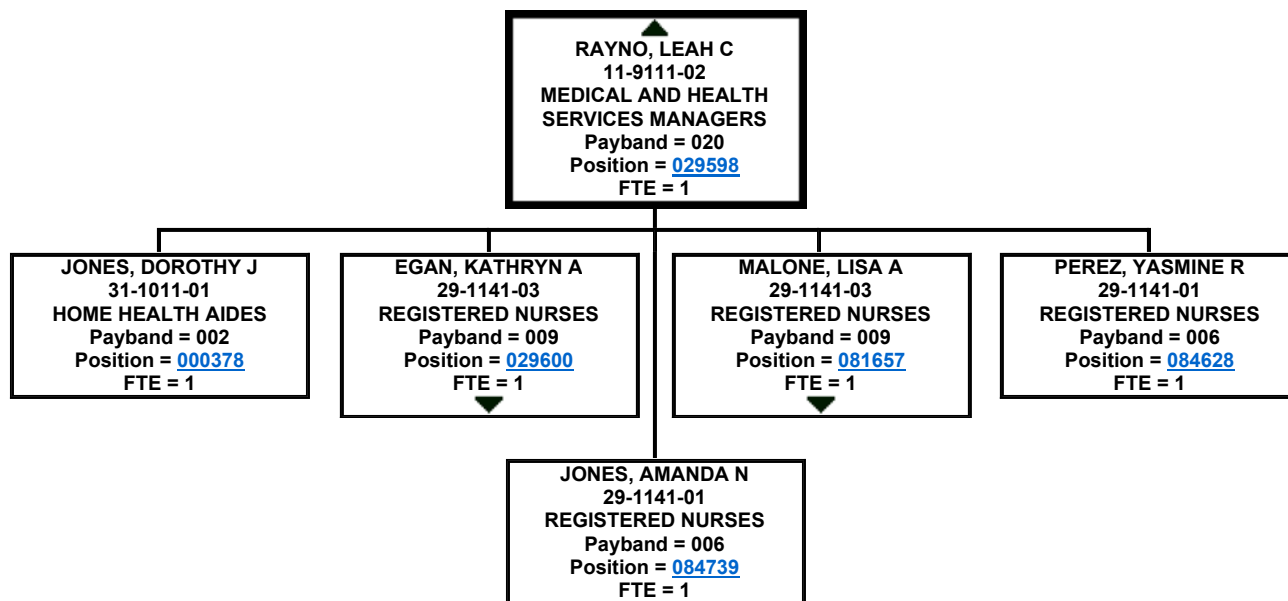 RAYNO, LEAH C
11-9111-02
MEDICAL AND HEALTH
SERVICES MANAGERS
Payband = 020
Position = 029598
FTE = 1
JONES, DOROTHY J
31-1011-01
HOME HEALTH AIDES
Payband = 002
Position = 000378
FTE = 1
EGAN, KATHRYN A
29-1141-03
REGISTERED NURSES
Payband = 009
Position = 029600
FTE = 1
MALONE, LISA A
29-1141-03
REGISTERED NURSES
Payband = 009
Position = 081657
FTE = 1
PEREZ, YASMINE R
29-1141-01
REGISTERED NURSES
Payband = 006
Position = 084628
FTE = 1
JONES, AMANDA N
29-1141-01
REGISTERED NURSES
Payband = 006
Position = 084739
FTE = 1